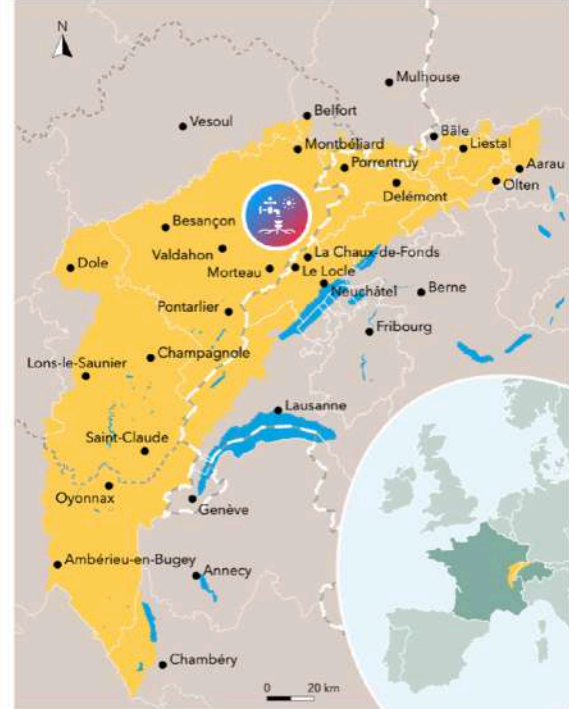 N
Mulhouse
Belfort
Vesoul
Bâle
Montbéliard
Liestal
Porrentruy
Aarau
Delémont
Olten
Besançon
Valdahon
La Chaux-de-Fonds
Dole
Morteau
Le Locle
Neuchâtel
Berne
Pontarlier
Fribourg
Champagnole
Lons-le-Saunier
Lausanne
Saint-Claude
Oyonnax
Genève
Ambérieu-en-Bugey
Annecy
Chambéry
0 20 km